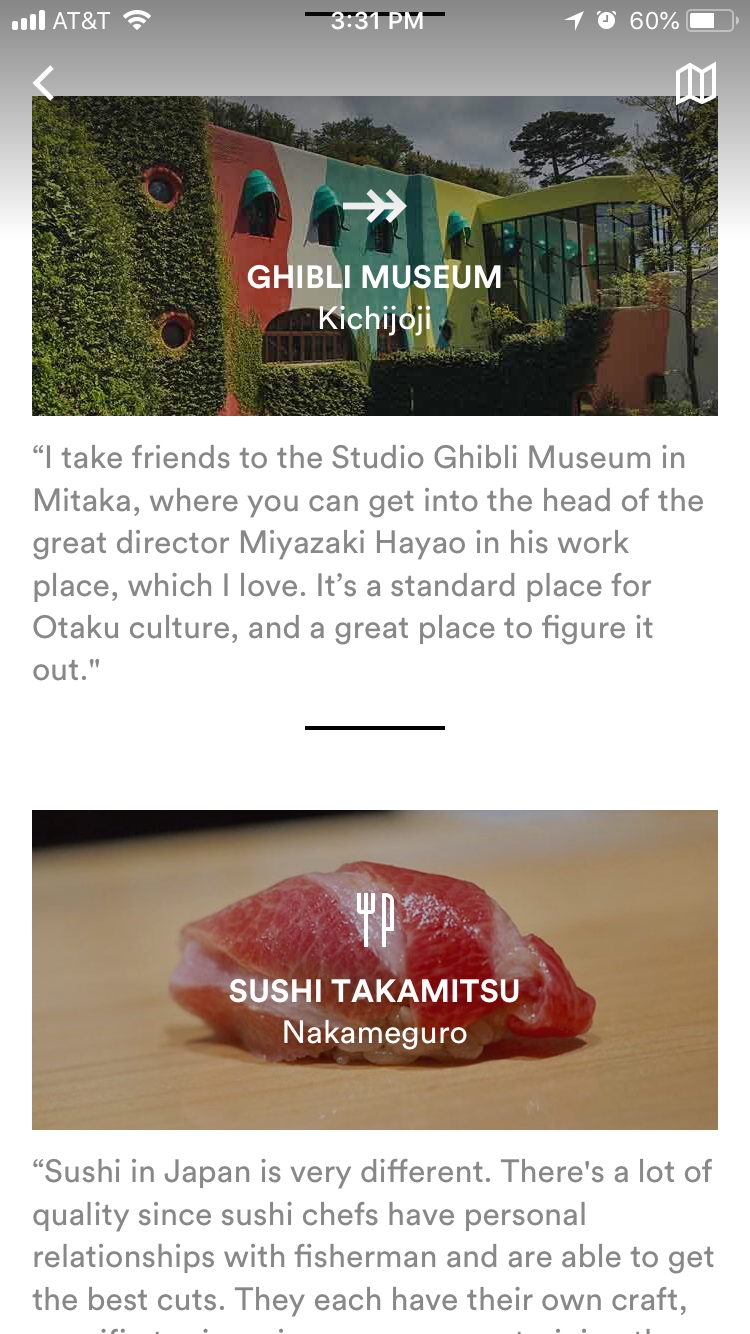 AT&T 3:31 PM 60%
GHIBLI MUSEUM
Kichijoji
“I take friends to the Studio Ghibli Museum in
Mitaka, where you can get into the head of the
great director Miyazaki Hayao in his work
place, which I love. It’s a standard place for
Otaku culture, and a great place to figure it
out."
SUSHI TAKAMITSU
Nakameguro
“Sushi in Japan is very different. There's a lot of
quality since sushi chefs have personal
relationships with fisherman and are able to get
the best cuts. They each have their own craft,